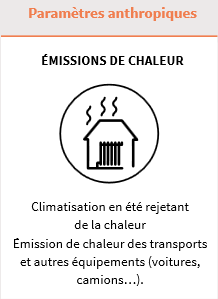 Paramètres anthropiques
ÉMISSIONS DE CHALEUR
Climatisation en été rejetant
de la chaleur
Émission de chaleur des transports
et autres équipements (voitures,
camions…).